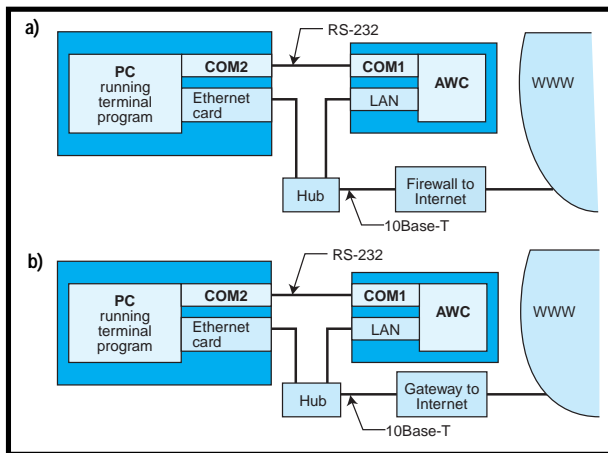 a)
RS-232
PC
running
terminal
program
COM2
Ethernet
card
COM1
LAN
AWC
WWW
Hub
Firewall to
Internet
10Base-T
b)
RS-232
PC
running
terminal
program
COM2
Ethernet
card
COM1
LAN
AWC
WWW
Hub
Gateway to
Internet
10Base-T